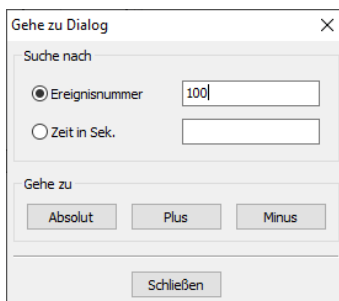 Gehe zu Dialog
Suche nach
Ereignisnummer 100
Zeit in Sek.
Gehe zu
Absolut Plus Minus
Schließen